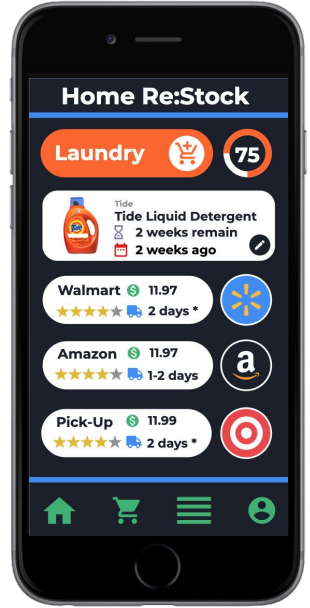 Home Re:Stock
Laundry
75
Tide
Tide Liquid Detergent
2 weeks remain
2 weeks ago
Walmart $ 11.97
2 days *
Amazon $ 11.97
1-2 days
a
Pick-Up $ 11.99
2 days *